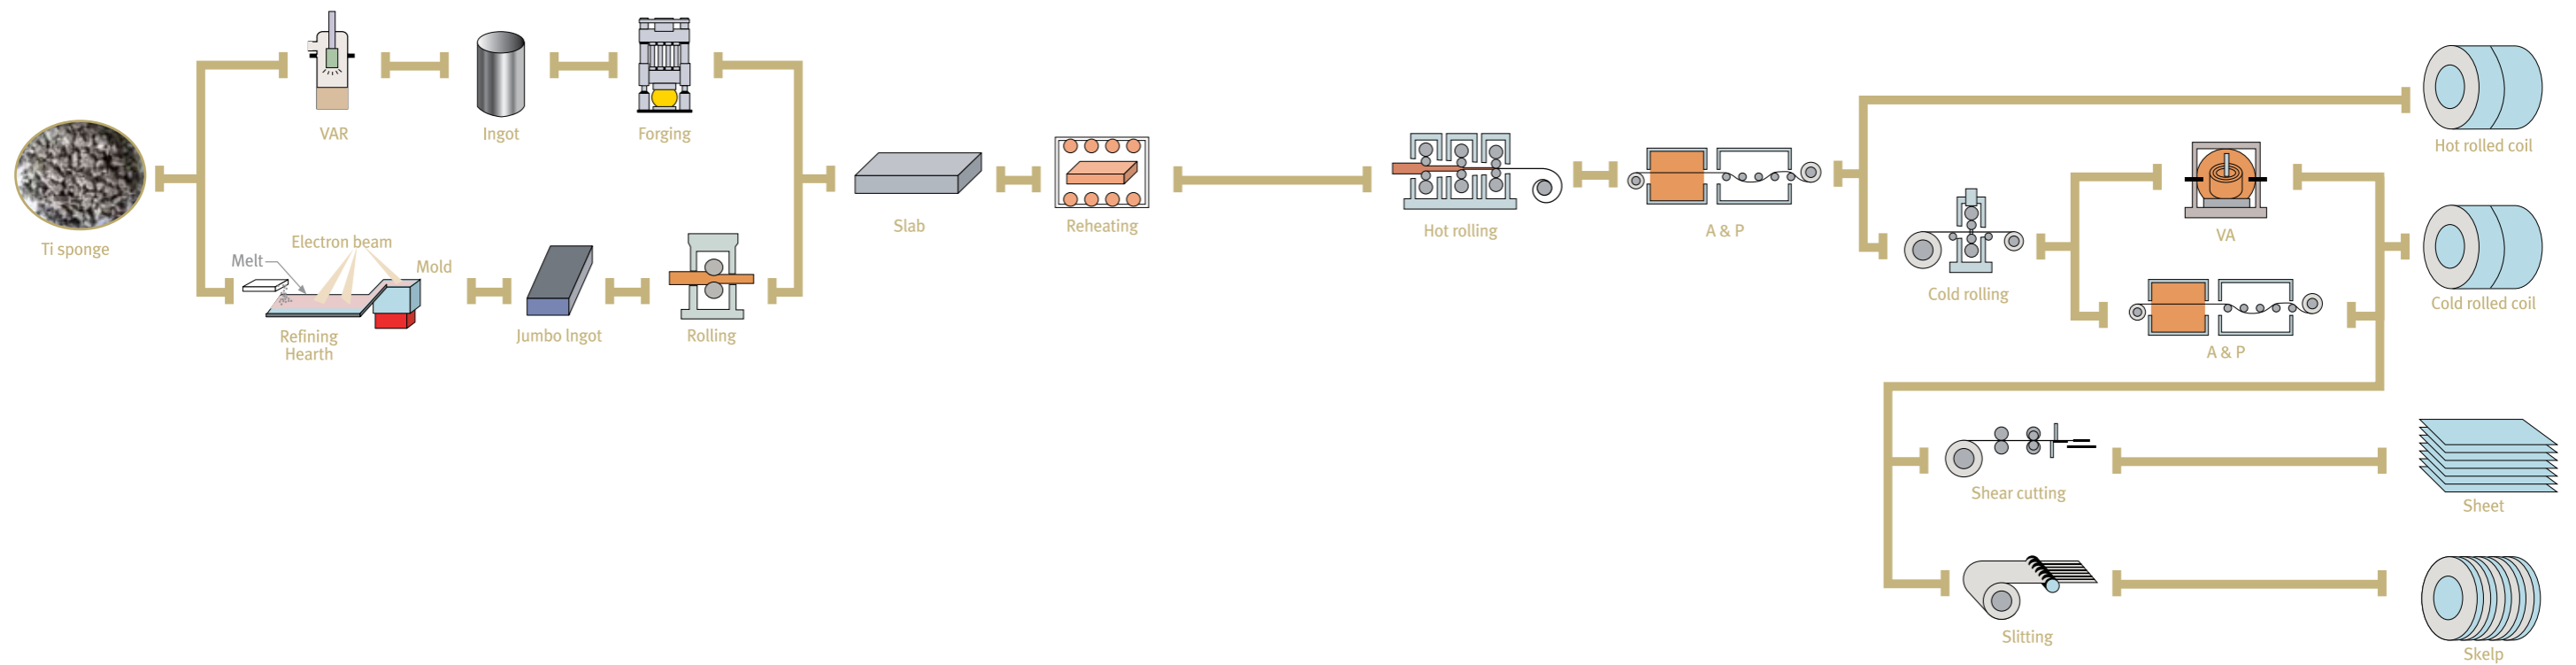 Ti sponge
VAR
Ingot
Forging
Electron beam
Melt
Mold
Refining
Hearth
Jumbo Ingot
Rolling
Slab
Reheating
Hot rolling
A & P
Cold rolling
VA
A & P
Hot rolled coil
Cold rolled coil
Shear cutting
Sheet
Slitting
Skelp